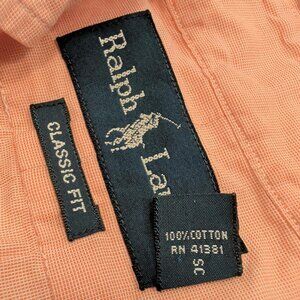 Ralph Lau
CLASSIC FIT
100% COTTON
RN 41381
SC